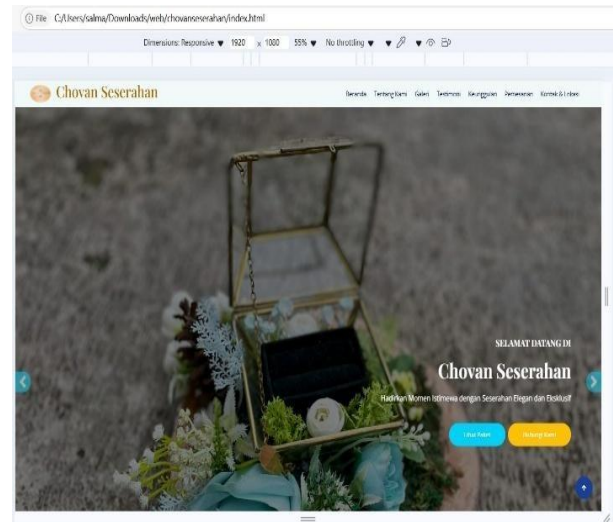 File C:/Users/salma/Downloads/web/chovanseserahan/index.html
Dimensions: Responsive 1920 x 1080 55% No throttling
Chovan Seserahan
Beranda Tentang Kami Galeri Testimoni Keunggulan Pemesanan Kontak & Lokasi
SELAMAT DATANG DI
Chovan Seserahan
Hadirkan Momen Istimewa dengan Seserahan Elegan dan Eksklusif
Lihat Paket Hubungi Kami